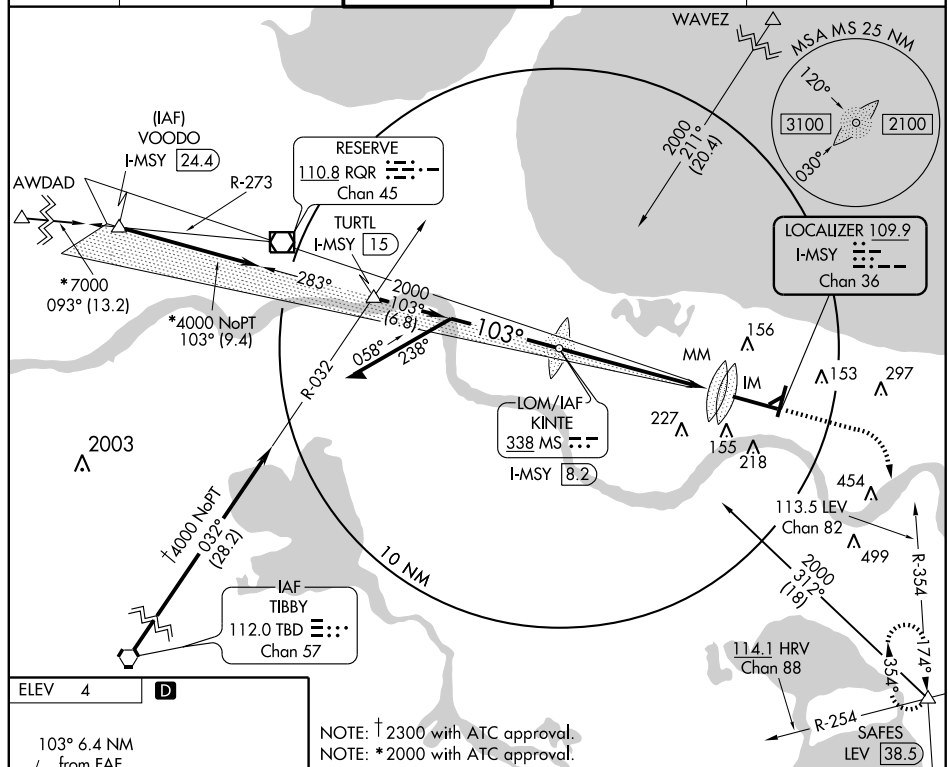 WAVEZ
MSA MS 25 NM
120°
3100
2100
030°
2000
211°
(20.4)
(IAF)
VOODO
I-MSY 24.4
AWDAD
R-273
RESERVE
110.8 RQR
Chan 45
TURTL
I-MSY 15
LOCALIZER 109.9
I-MSY
Chan 36
*7000
093° (13.2)
283°
*4000 NoPT
103° (9.4)
2000
103°
(6.8)
103°
058°
238°
R-032
MM
IM
156
153
297
227
155
218
LOM/IAF
KINTE
338 MS
I-MSY 8.2
2003
454
499
113.5 LEV
Chan 82
†4000 NoPT
032°
(28.2)
10 NM
2000
312°
(18)
R-354
IAF
TIBBY
112.0 TBD
Chan 57
114.1 HRV
Chan 88
354°
174°
R-254
SAFES
LEV 38.5
ELEV 4
D
103° 6.4 NM
from FAF
NOTE: † 2300 with ATC approval.
NOTE: * 2000 with ATC approval.